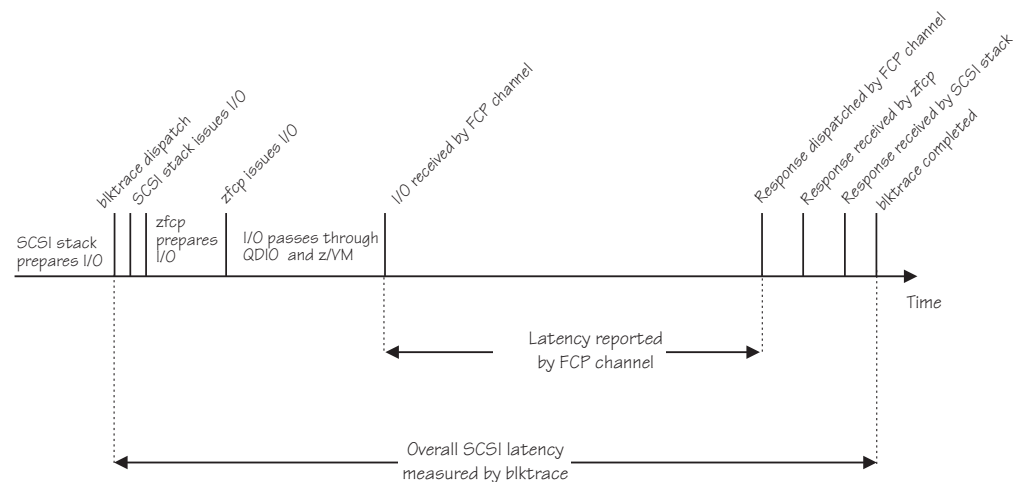 blktrace dispatch
SCSI stack issues I/O
zfcp issues I/O
I/O received by FCP channel
Response dispatched by FCP channel
Response received by zfcp
Response received by SCSI stack
blktrace completed
SCSI stack
prepares I/O
zfcp
prepares
I/O
I/O passes through
QDIO and z/VM
Time
Latency reported
by FCP channel
Overall SCSI latency
measured by blktrace